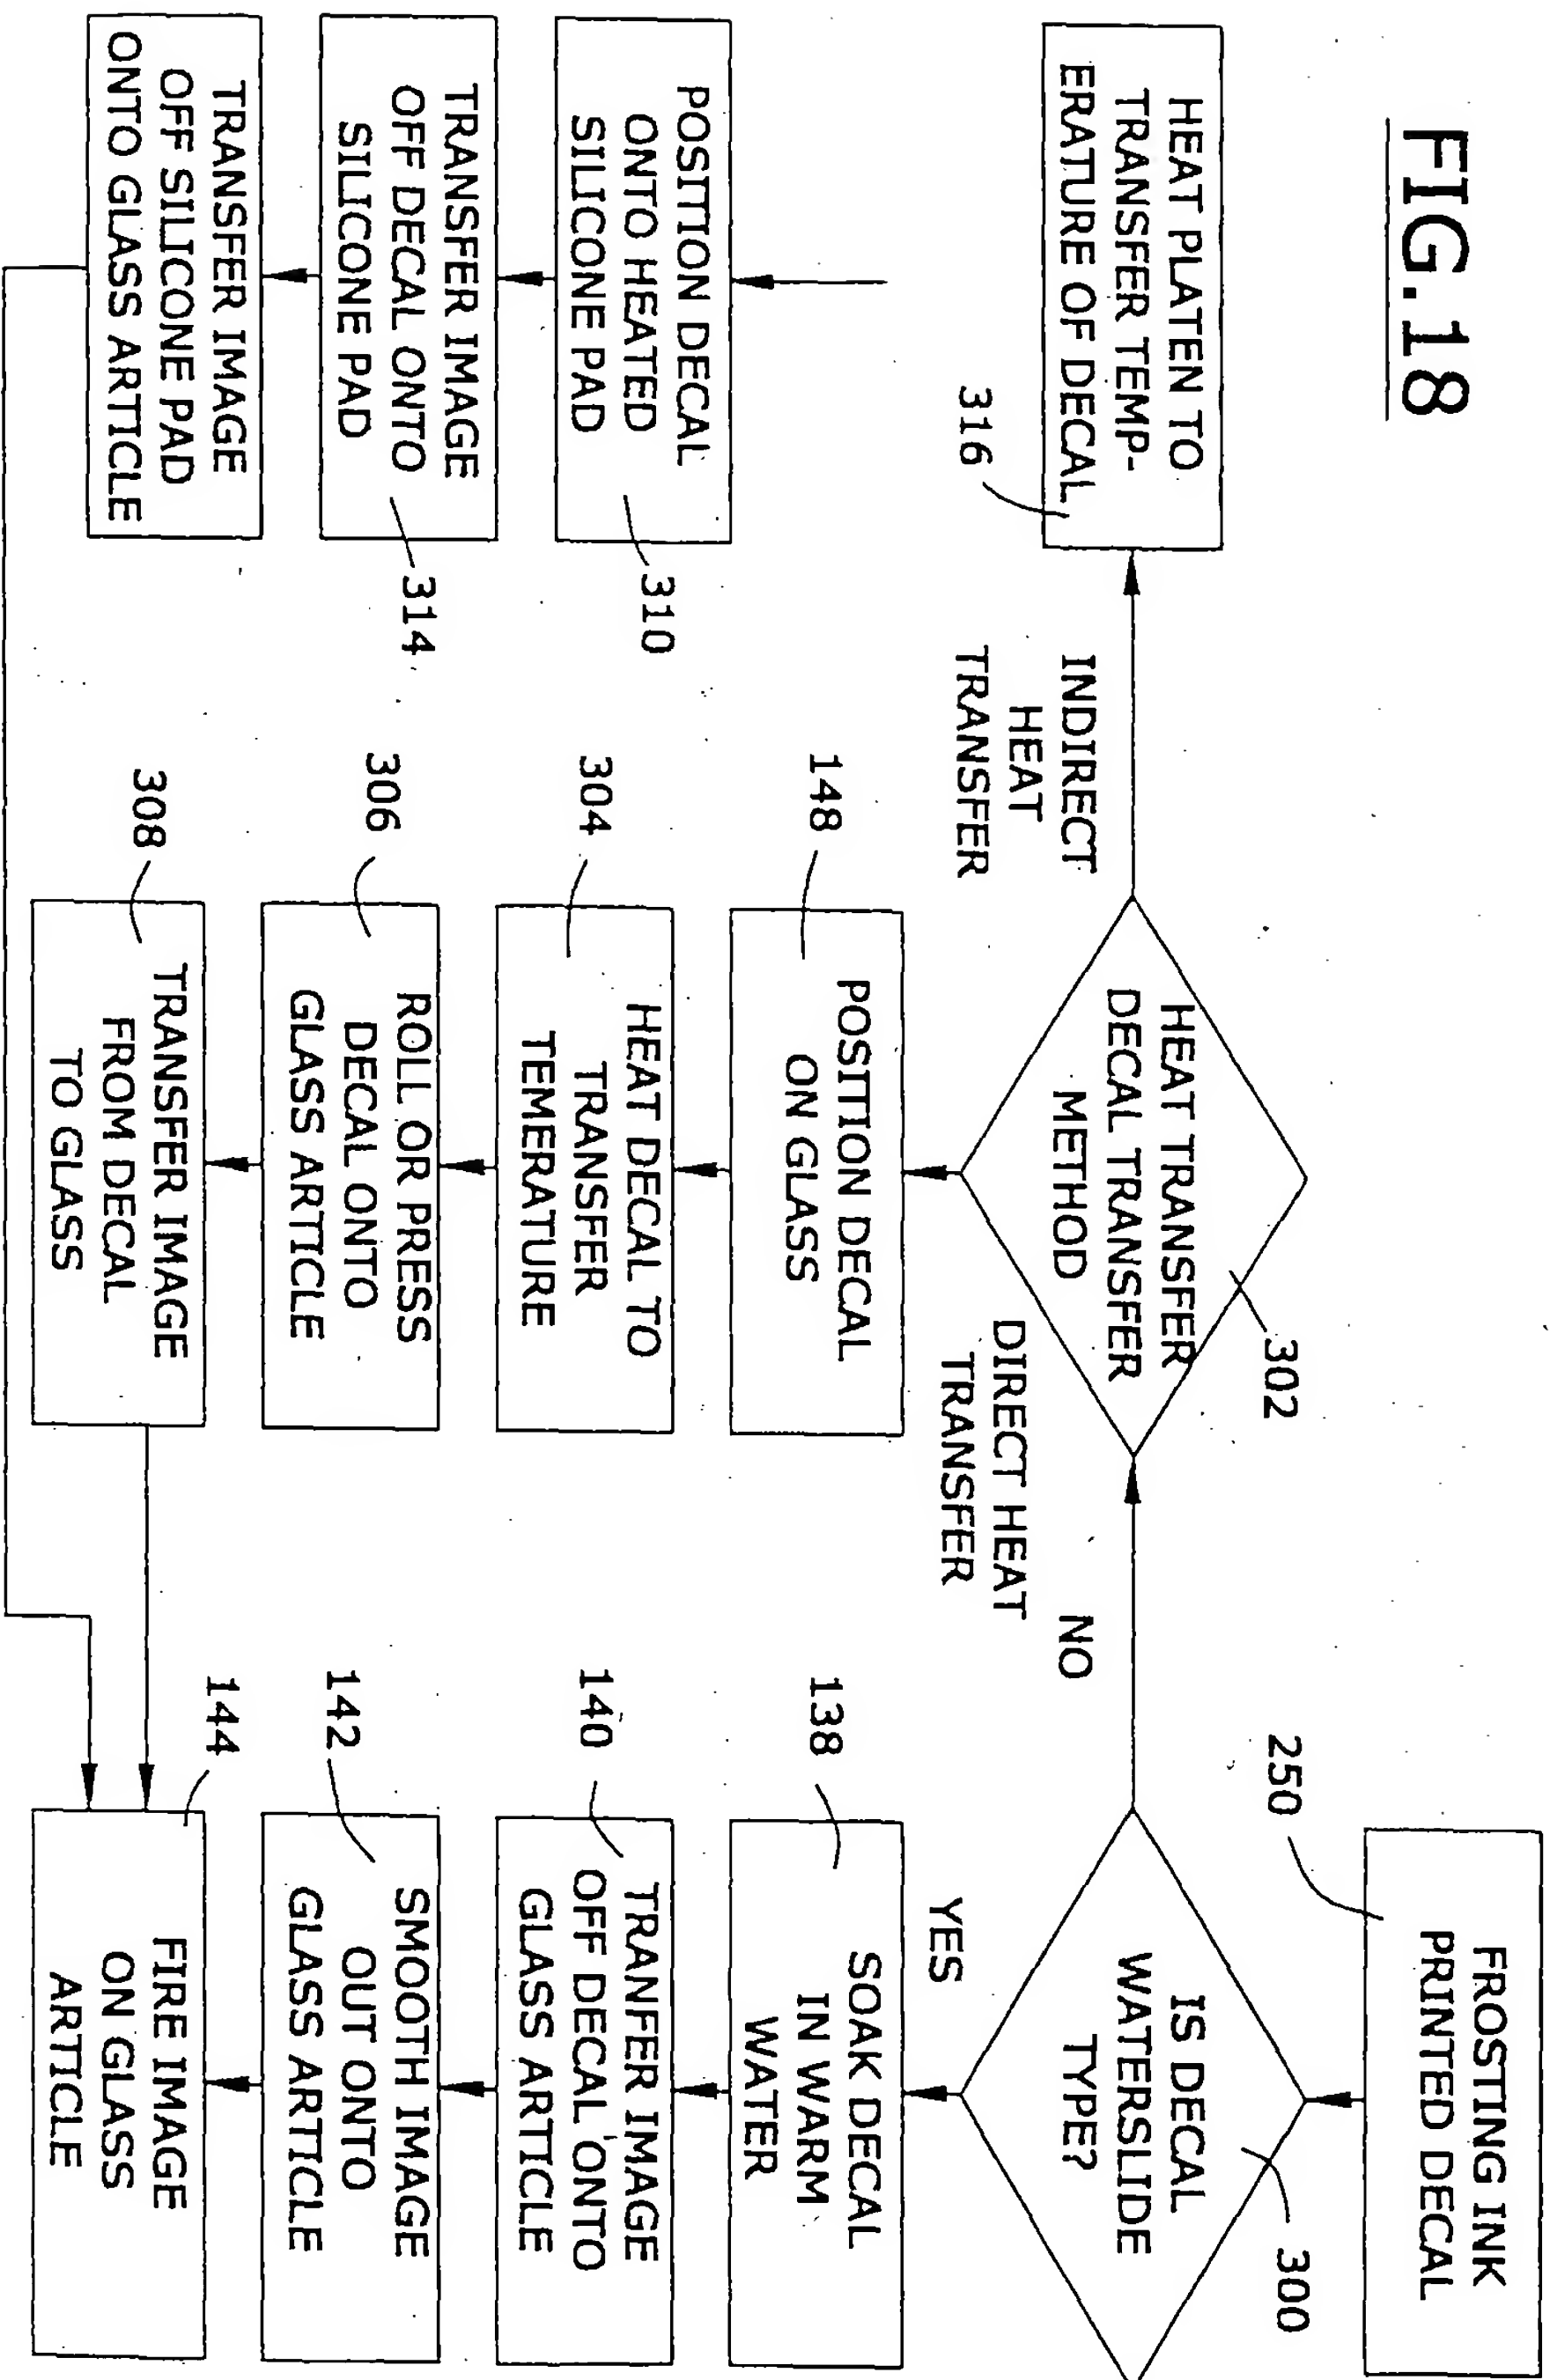 FIG.18
FROSTING INK
PRINTED DECAL
250
IS DECAL
WATERSLIDE
TYPE?
300
NO
YES
HEAT TRANSFER
DECAL TRANSFER
METHOD
302
INDIRECT
HEAT
TRANSFER
DIRECT HEAT
TRANSFER
HEAT PLATEN TO
TRANSFER TEMP-
ERATURE OF DECAL
316
POSITION DECAL
ONTO HEATED
SILICONE PAD
310
TRANSFER IMAGE
OFF DECAL ONTO
SILICONE PAD
314
TRANSFER IMAGE
OFF SILICONE PAD
ONTO GLASS ARTICLE
148
POSITION DECAL
ON GLASS
304
HEAT DECAL TO
TRANSFER
TEMERATURE
306
ROLL OR PRESS
DECAL ONTO
GLASS ARTICLE
308
TRANSFER IMAGE
FROM DECAL
TO GLASS
138
SOAK DECAL
IN WARM
WATER
140
TRANFER IMAGE
OFF DECAL ONTO
GLASS ARTICLE
142
SMOOTH IMAGE
OUT ONTO
GLASS ARTICLE
144
FIRE IMAGE
ON GLASS
ARTICLE